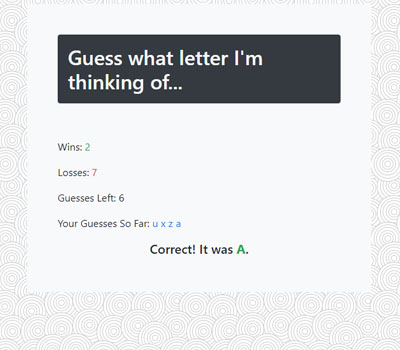 Guess what letter I'm
thinking of...
Wins: 2
Losses: 7
Guesses Left: 6
Your Guesses So Far: u x z a
Correct! It was A.